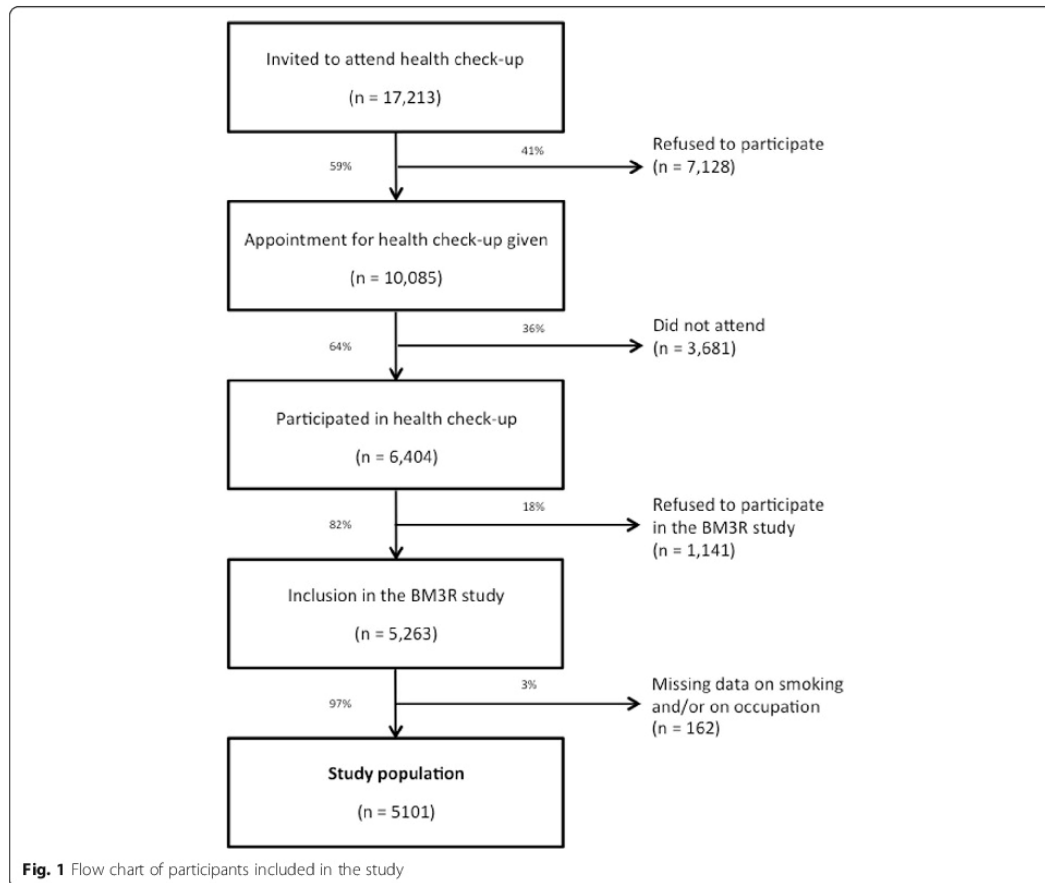 Invited to attend health check-up
(n = 17,213)
41%
Refused to participate
(n = 7,128)
59%
Appointment for health check-up given
(n = 10,085)
36%
Did not attend
(n = 3,681)
64%
Participated in health check-up
(n = 6,404)
18%
Refused to participate
in the BM3R study
(n = 1,141)
82%
Inclusion in the BM3R study
(n = 5,263)
3%
Missing data on smoking
and/or on occupation
(n = 162)
97%
Study population
(n = 5101)
Fig. 1 Flow chart of participants included in the study